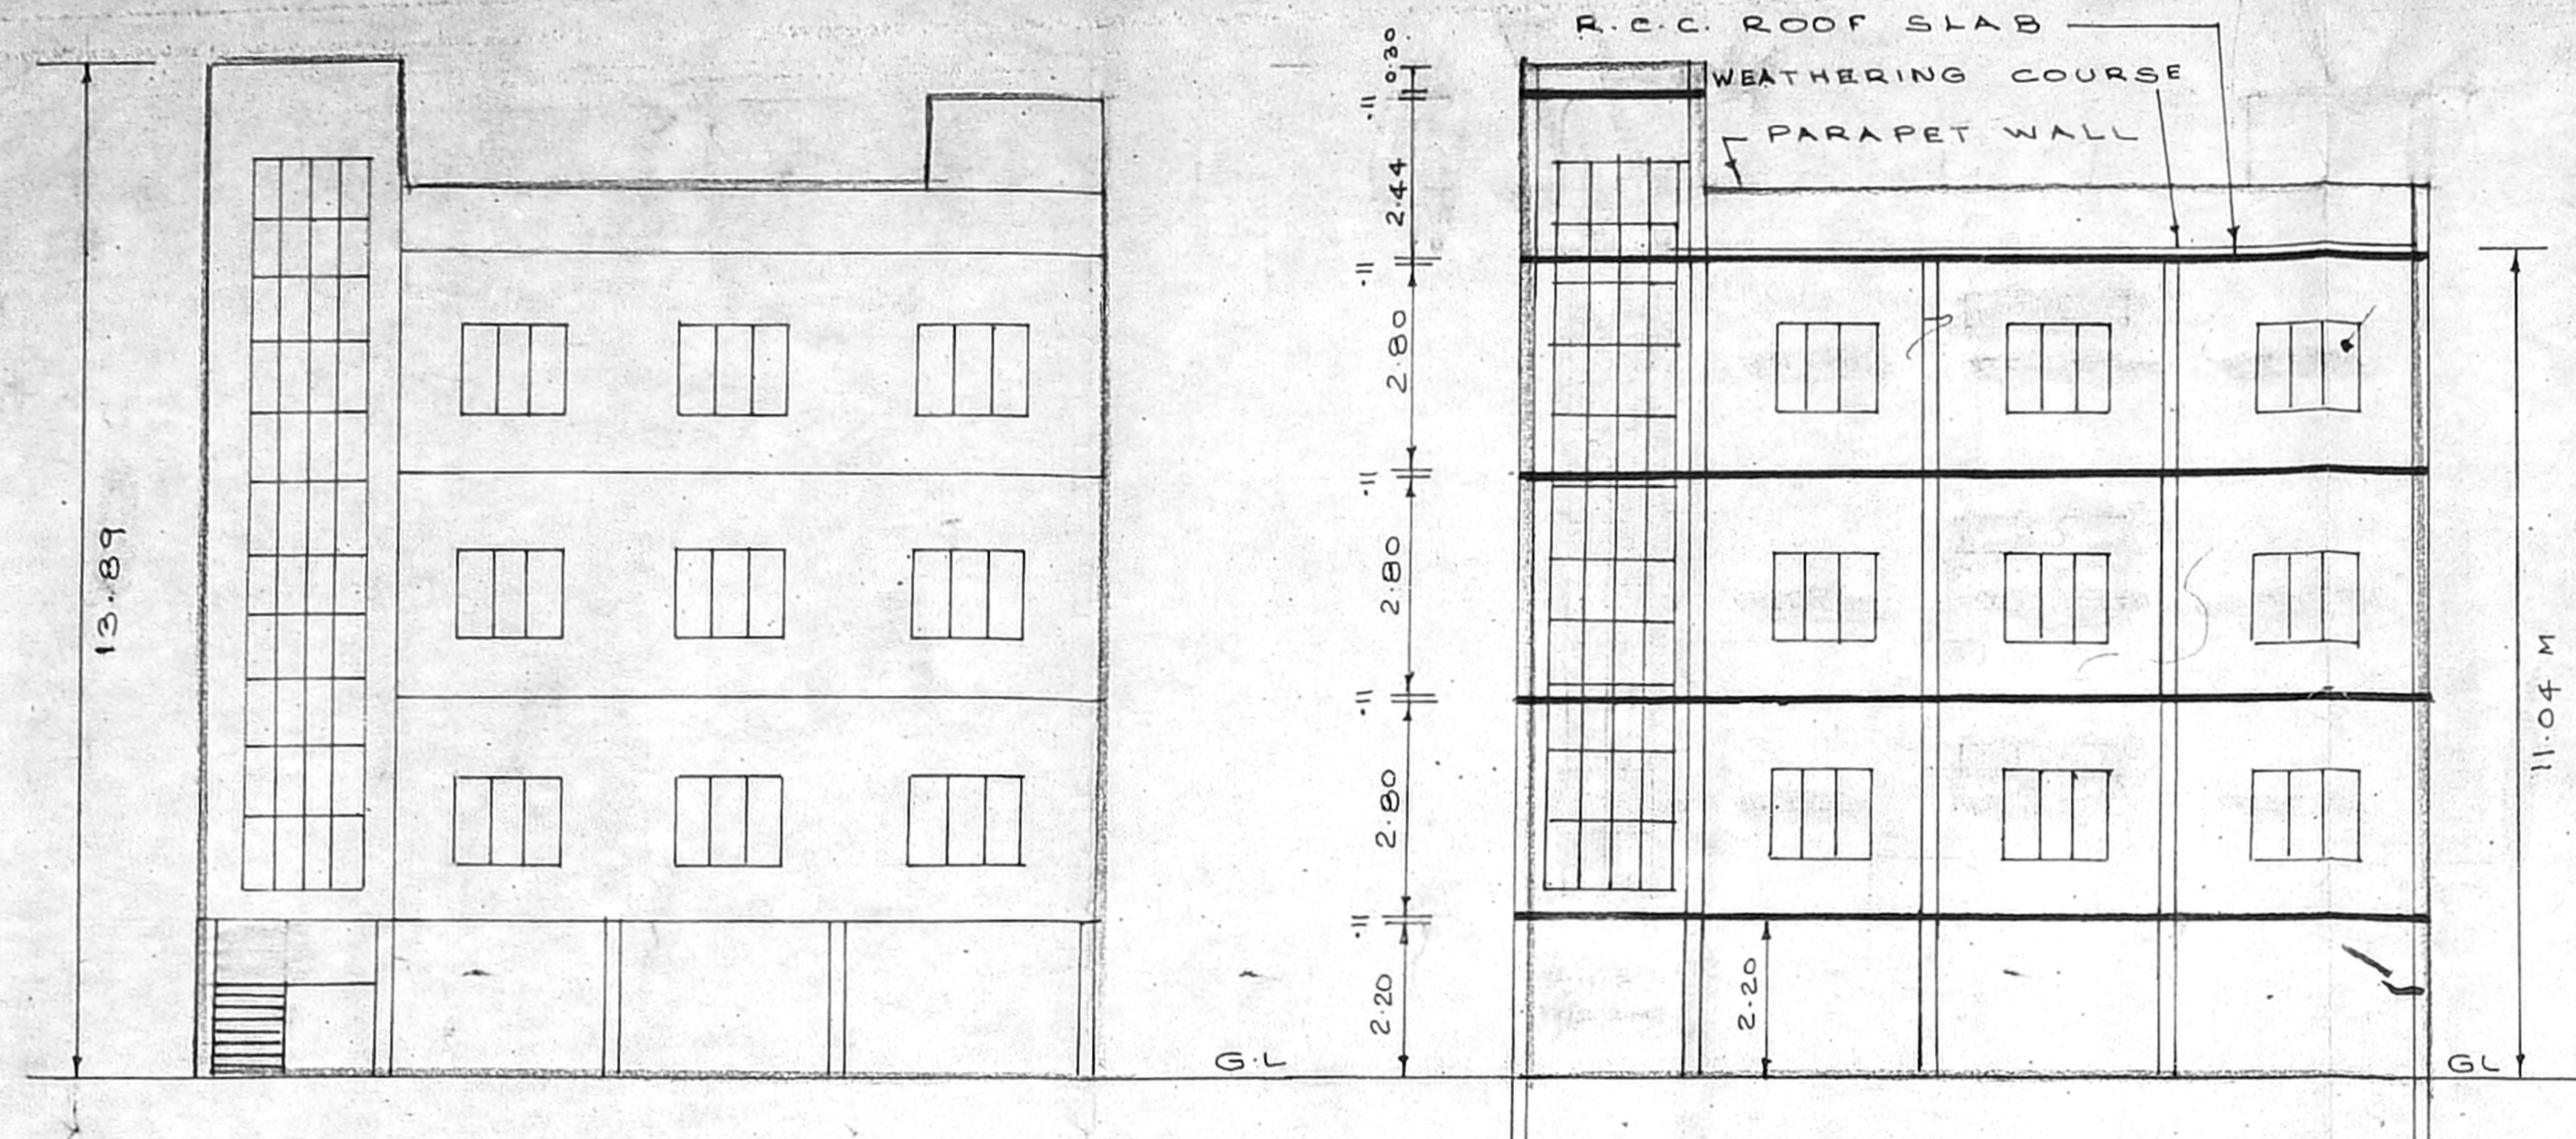 R.C.C. ROOF SLAB
WEATHERING COURSE
PARAPET WALL
0.30
.11
2.44
.11
2.80
.11
2.80
.11
2.80
.11
2.20
2.20
13.89
11.04 M
G.L
GL